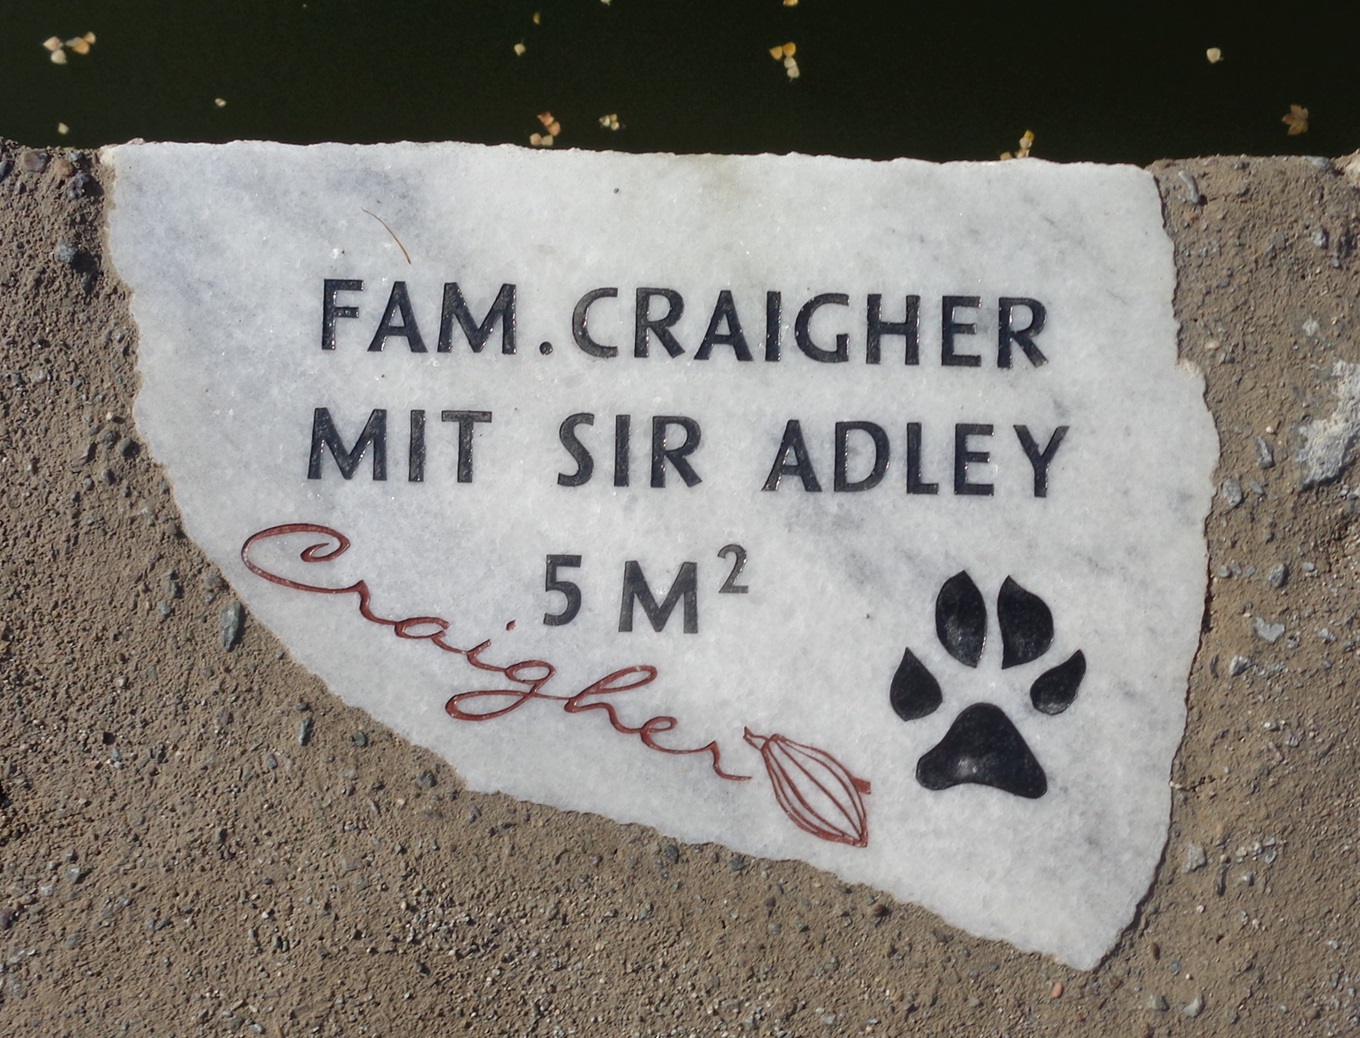 FAM. CRAIGHER
MIT SIR ADLEY
5 M²
Craigher